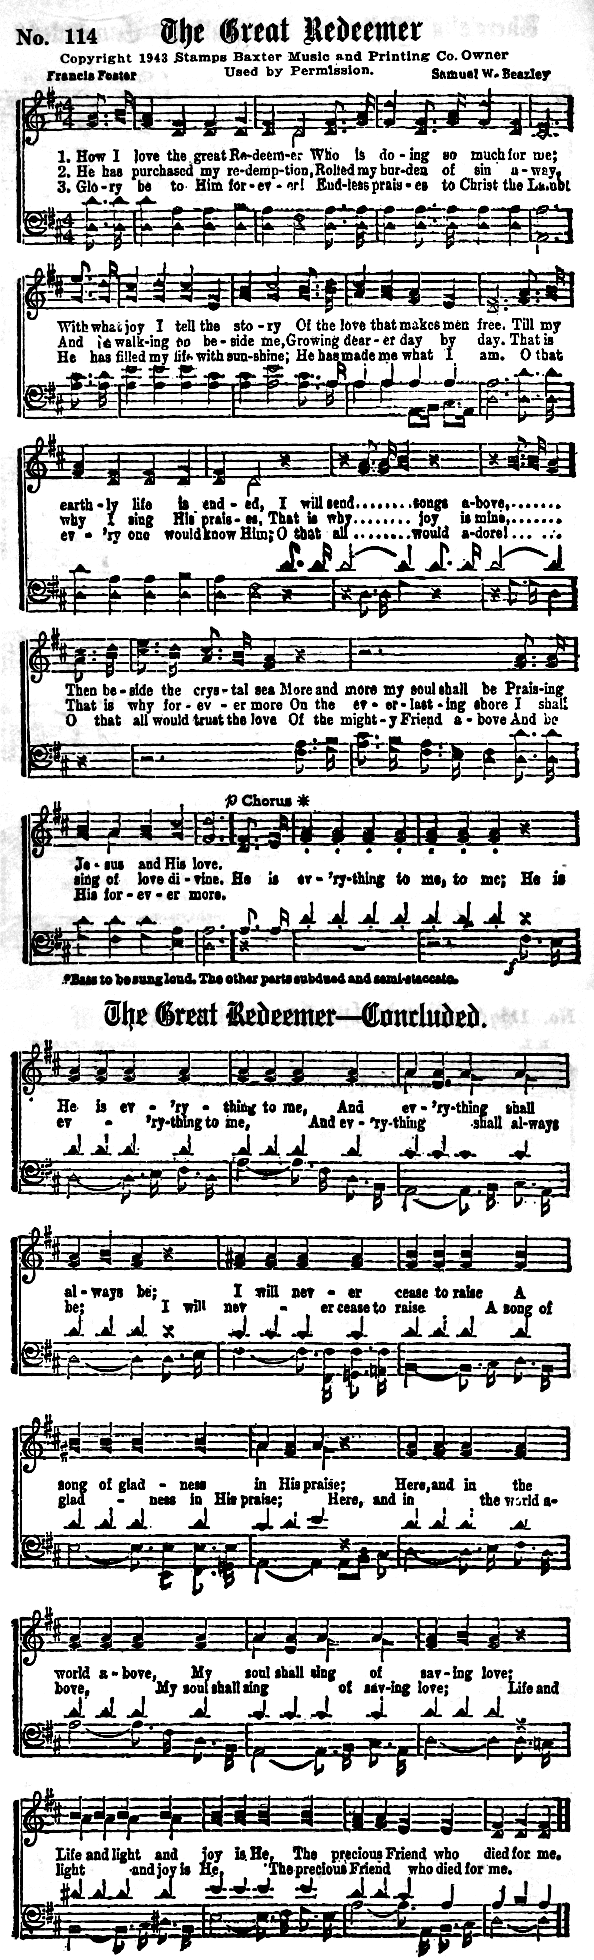 No. 114 The Great Redeemer
Copyright 1943 Stamps Baxter Music and Printing Co. Owner
Francis Foster Used by Permission. Samuel W. Beazley
1. How I love the great Re-deem-er Who is do-ing so much for me;
2. He has purchased my re-demp-tion, Rolled my bur-den of sin a-way,
3. Glo-ry be to Him for-ev-er! End-less prais-es to Christ the Lamb!
With what joy I tell the sto-ry Of the love that makes men free. Till my
And is walk-ing on be-side me, Growing dear-er day by day. That is
He has filled my life with sun-shine; He has made me what I am. O that
earth-ly life is end-ed, I will send........ songs a-bove,.......
why I sing His prais-es, That is why........ joy is mine,.......
ev-'ry one would know Him; O that all ........ would a-dore! ... ...
Then be-side the crys-tal sea More and more my soul shall be Prais-ing
That is why for-ev-er more On the ev-er-last-ing shore I shall
O that all would trust the love Of the might-y Friend a-bove And be
p Chorus *
Je-sus and His love.
sing of love di-vine. He is ev-'ry-thing to me, to me; He is
His for-ev-er more.
f
*Bass to be sung loud. The other parts subdued and semi-staccato.
The Great Redeemer—Concluded.
He is ev-'ry-thing to me, And ev-'ry-thing shall
ev-'ry-thing to me, And ev-'ry-thing shall al-ways
al-ways be; I will nev-er cease to raise A
be; I will nev-er cease to raise A song of
song of glad-ness in His praise; Here, and in the
glad-ness in His praise; Here, and in the world a-
world a-bove, My soul shall sing of sav-ing love;
bove, My soul shall sing of sav-ing love; Life and
Life and light and joy is He, The precious Friend who died for me.
light and joy is He, The precious Friend who died for me.